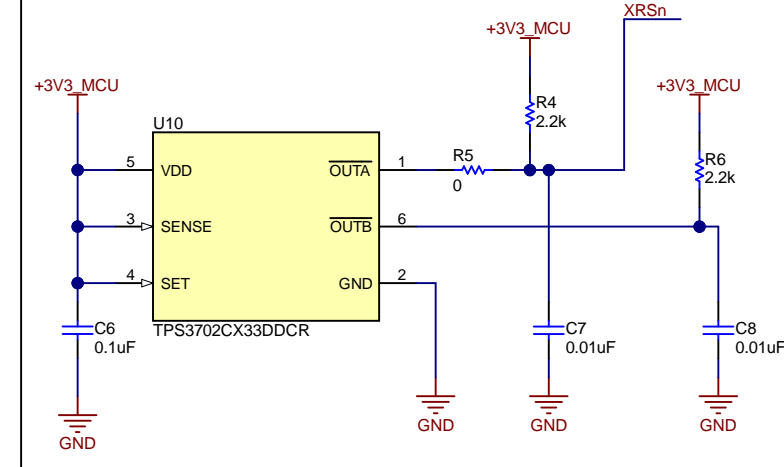 XRSn
+3V3_MCU
+3V3_MCU
+3V3_MCU
R4
2.2k
U10
5
VDD
OUTA
1
R5
0
R6
2.2k
3
SENSE
OUTB
6
4
SET
GND
2
TPS3702CX33DDCR
C6
0.1uF
C7
0.01uF
C8
0.01uF
GND
GND
GND
GND